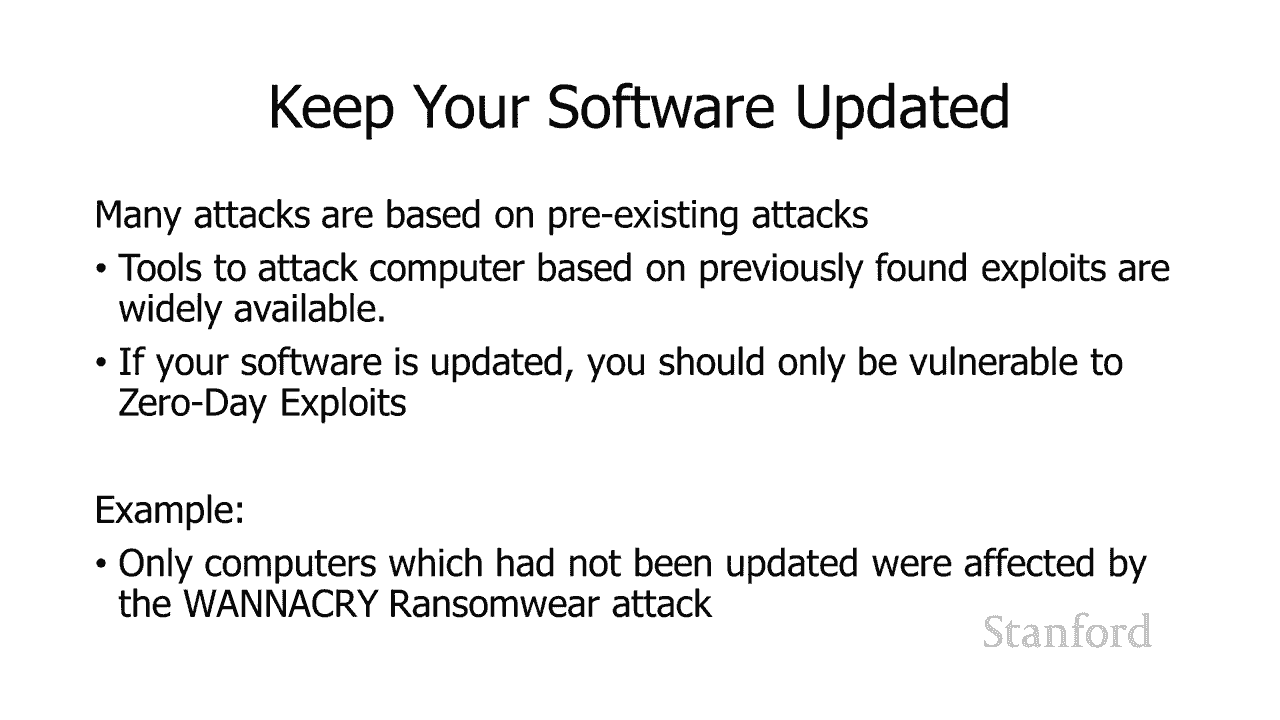 Keep Your Software Updated
Many attacks are based on pre-existing attacks
• Tools to attack computer based on previously found exploits are
widely available.
• If your software is updated, you should only be vulnerable to
Zero-Day Exploits
Example:
• Only computers which had not been updated were affected by
the WANNACRY Ransomwear attack
Stanford